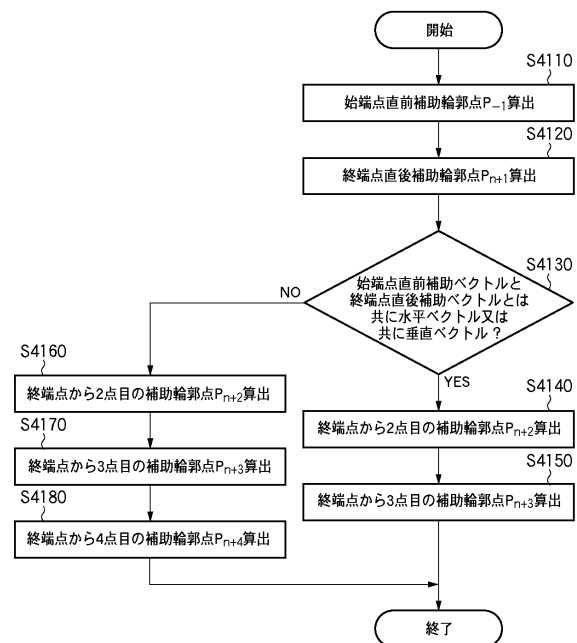 開始
S4110
始端点直前補助輪郭点P₋₁算出
S4120
終端点直後補助輪郭点Pₙ₊₁算出
S4130
始端点直前補助ベクトルと
終端点直後補助ベクトルとは
共に水平ベクトル又は
共に垂直ベクトル？
NO
YES
S4160
終端点から2点目の補助輪郭点Pₙ₊₂算出
S4170
終端点から3点目の補助輪郭点Pₙ₊₃算出
S4180
終端点から4点目の補助輪郭点Pₙ₊₄算出
S4140
終端点から2点目の補助輪郭点Pₙ₊₂算出
S4150
終端点から3点目の補助輪郭点Pₙ₊₃算出
終了